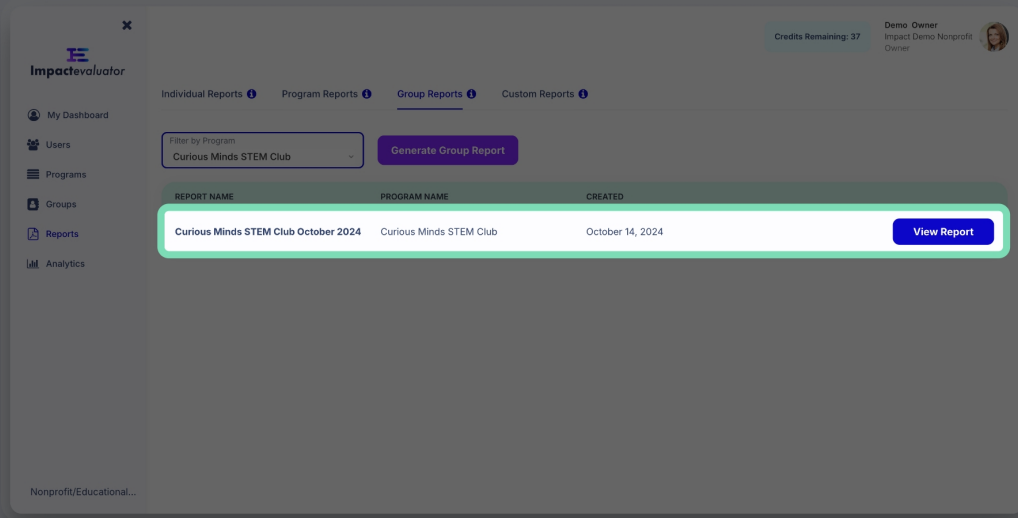 ✖
Credits Remaining: 37
Demo Owner
Impact Demo Nonprofit
Owner
IE
Impactevaluator
Individual Reports
Program Reports
Group Reports
Custom Reports
My Dashboard
Users
Programs
Groups
Reports
Analytics
Filter by Program
Curious Minds STEM Club
Generate Group Report
REPORT NAME PROGRAM NAME CREATED
Curious Minds STEM Club October 2024 Curious Minds STEM Club October 14, 2024 View Report
Nonprofit/Educational...